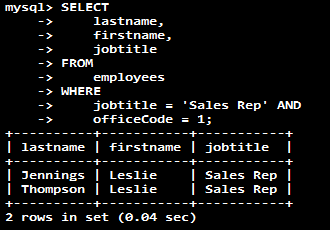 mysql> SELECT
    ->     lastname,
    ->     firstname,
    ->     jobtitle
    -> FROM
    ->     employees
    -> WHERE
    ->     jobtitle = 'Sales Rep' AND
    ->     officeCode = 1;
+----------+-----------+-----------+
| lastname | firstname | jobtitle  |
+----------+-----------+-----------+
| Jennings | Leslie    | Sales Rep |
| Thompson | Leslie    | Sales Rep |
+----------+-----------+-----------+
2 rows in set (0.04 sec)